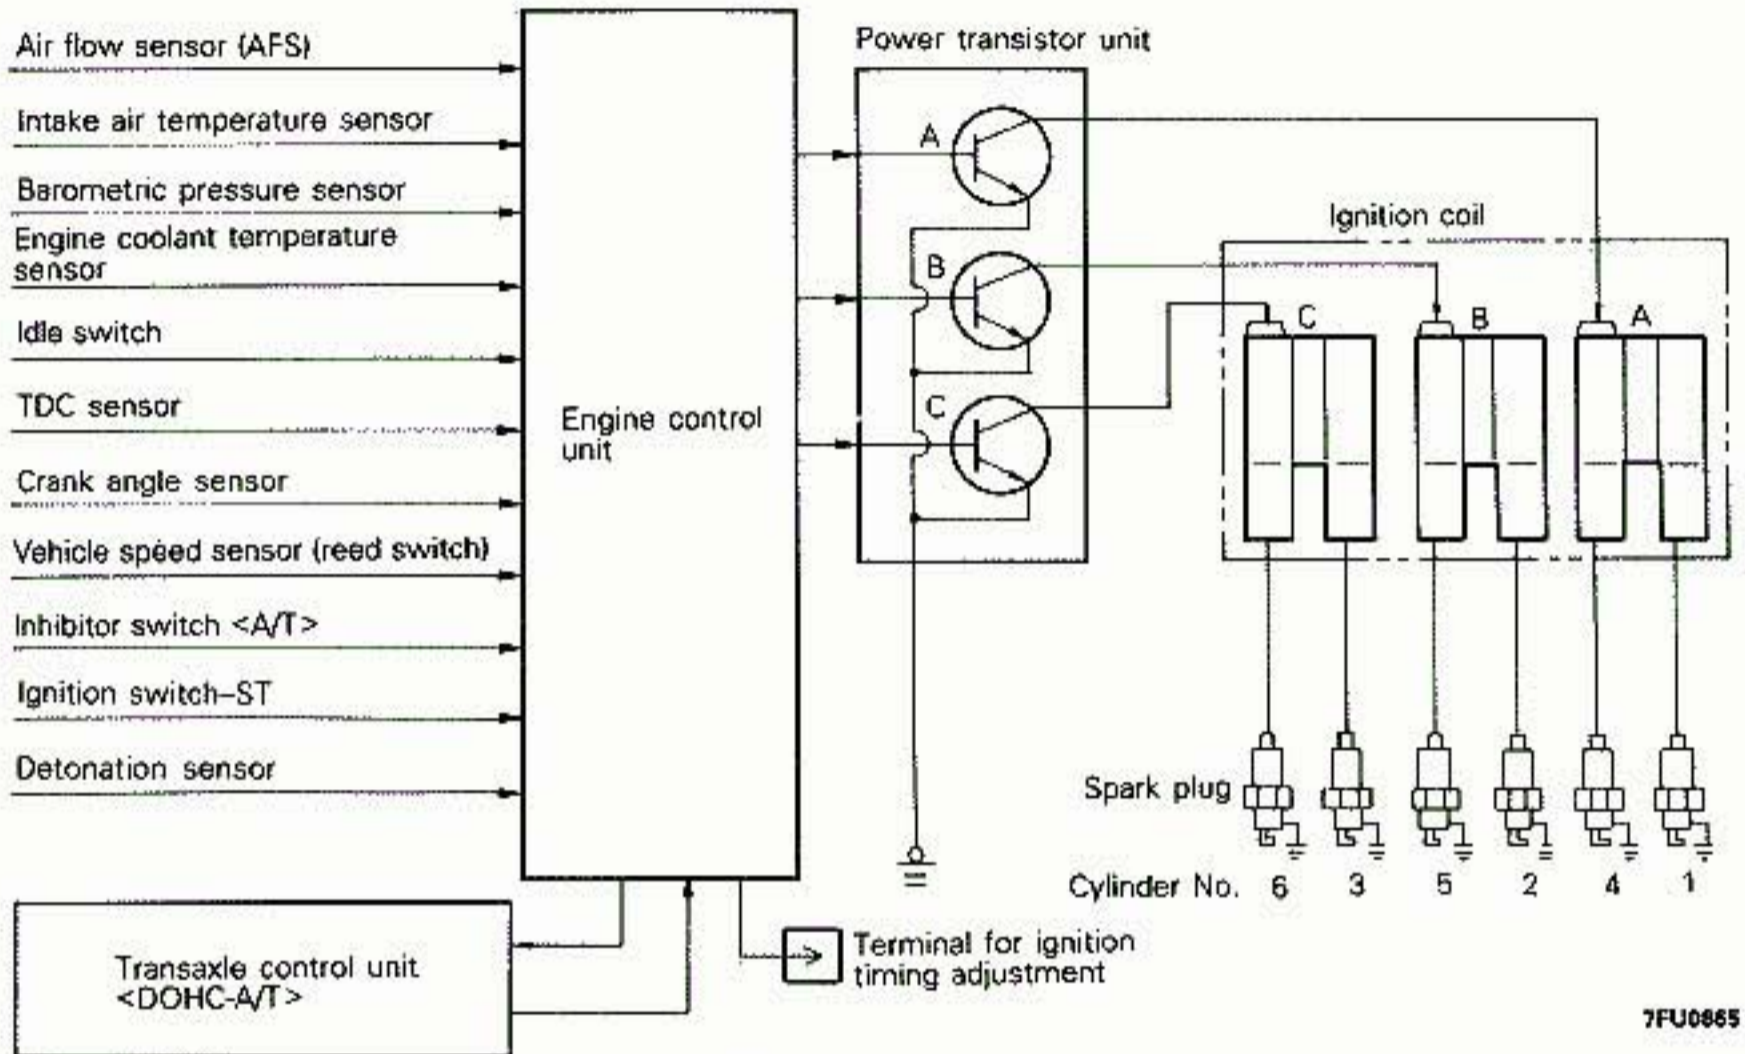 Air flow sensor (AFS)
Intake air temperature sensor
Barometric pressure sensor
Engine coolant temperature
sensor
Idle switch
TDC sensor
Crank angle sensor
Vehicle speed sensor (reed switch)
Inhibitor switch <A/T>
Ignition switch–ST
Detonation sensor
Engine control
unit
Transaxle control unit
<DOHC-A/T>
Terminal for ignition
timing adjustment
Power transistor unit
A
B
C
Ignition coil
C B A
Spark plug
Cylinder No. 6 3 5 2 4 1
7FU0865